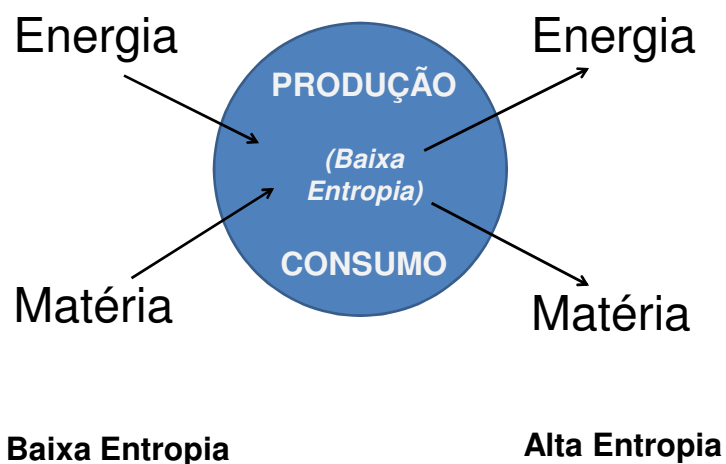 Energia
Energia
PRODUÇÃO
(Baixa
Entropia)
CONSUMO
Matéria
Matéria
Baixa Entropia
Alta Entropia